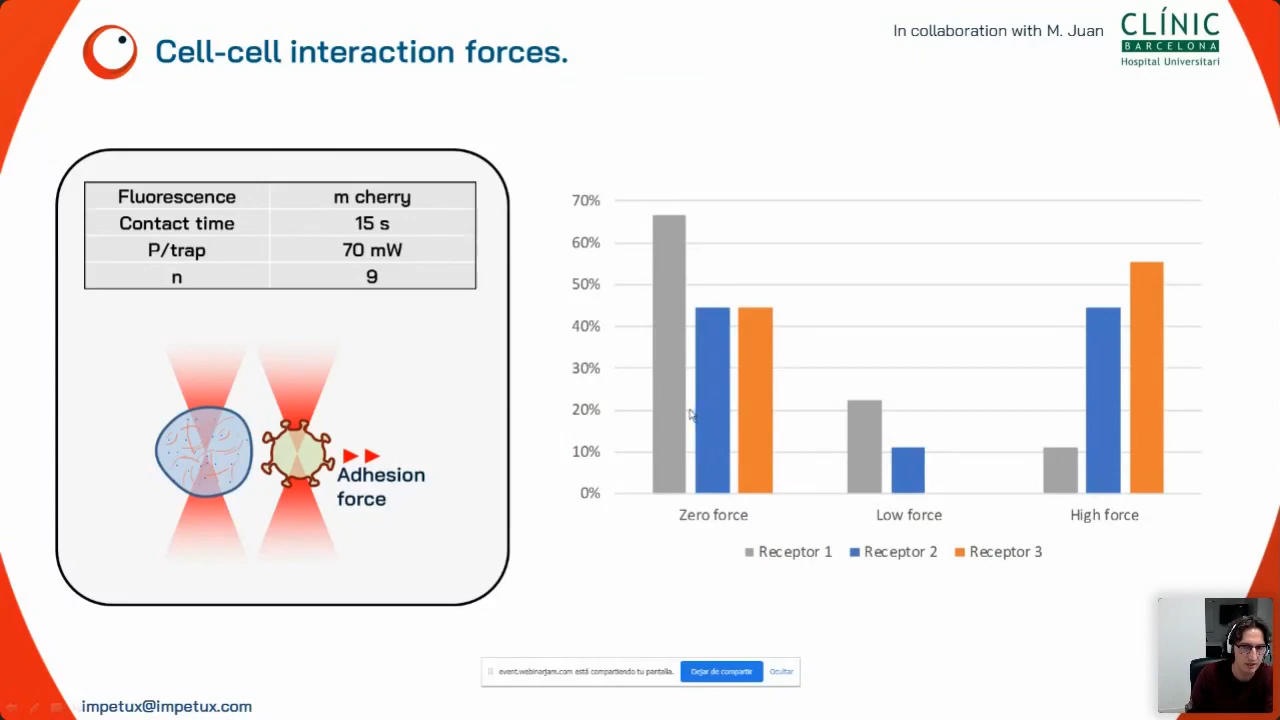 Cell-cell interaction forces.
In collaboration with M. Juan
CLÍNIC
BARCELONA
Hospital Universitari
Fluorescence m cherry
Contact time 15 s
P/trap 70 mW
n 9
Adhesion
force
70%
60%
50%
40%
30%
20%
10%
0%
Zero force Low force High force
Receptor 1 Receptor 2 Receptor 3
event.webinarjam.com está compartiendo tu pantalla. Dejar de compartir Ocultar
impetux@impetux.com